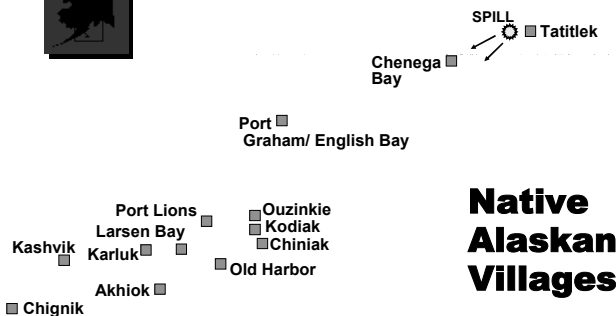 SPILL
Tatitlek
Chenega
Bay
Port
Graham/ English Bay
Native
Alaskan
Villages
Port Lions
Ouzinkie
Larsen Bay
Kodiak
Kashvik
Karluk
Chiniak
Old Harbor
Akhiok
Chignik